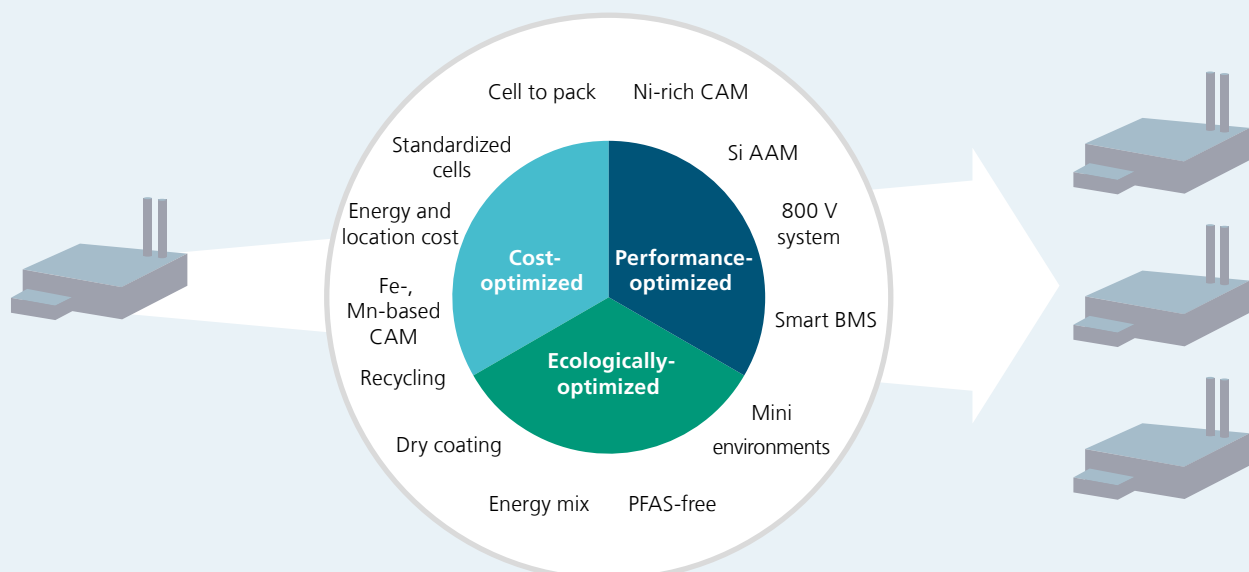 Cell to pack
Ni-rich CAM
Standardized
cells
Si AAM
Energy and
location cost
800 V
system
Cost-
optimized
Performance-
optimized
Fe-,
Mn-based
CAM
Smart BMS
Ecologically-
optimized
Recycling
Mini
environments
Dry coating
Energy mix
PFAS-free